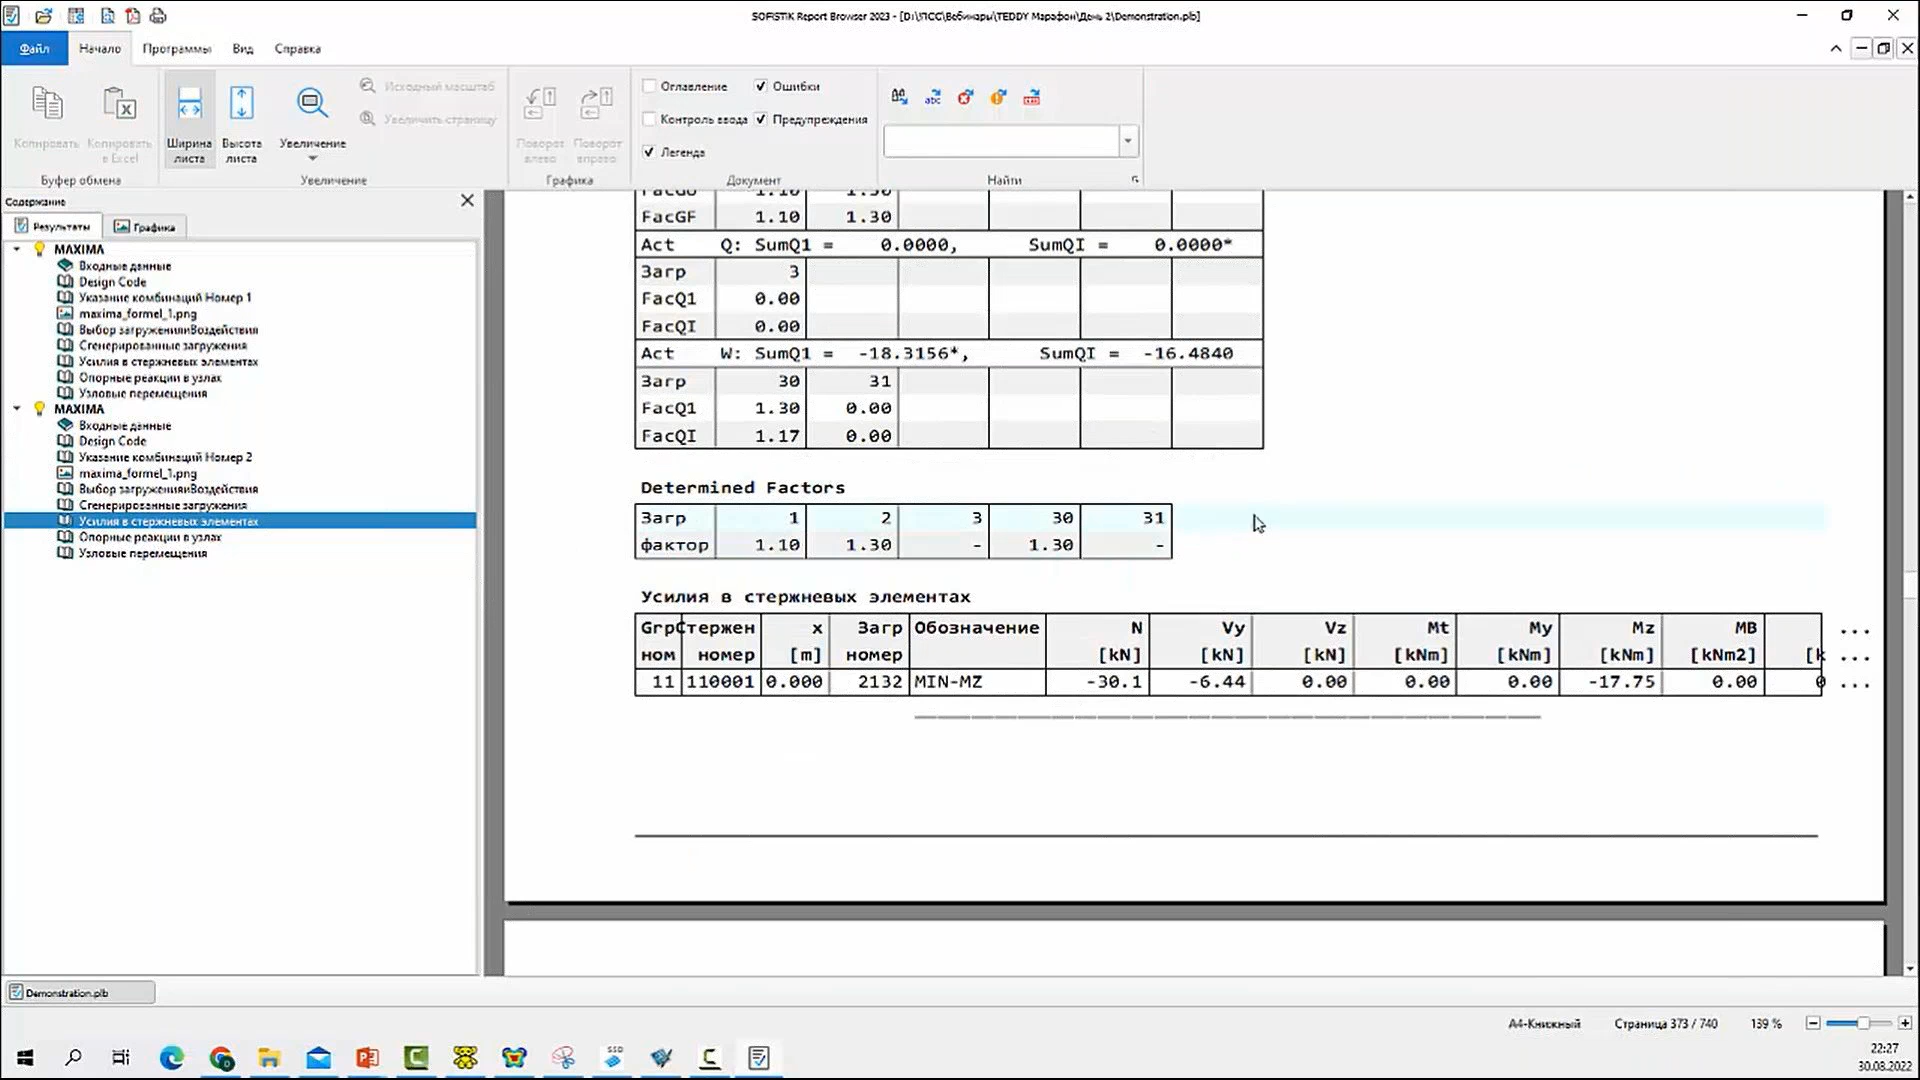 SOFiSTiK Report Browser 2023 - [D:\ПСС\Вебинары\TEDDY Марафон\День 2\Demonstration.plb]
Файл Начало Программы Вид Справка
Копировать Копировать в Excel
Буфер обмена
Ширина листа Высота листа Увеличение
Исходный масштаб
Увеличить страницу
Увеличение
Поворот влево Поворот вправо
Графика
Оглавление Ошибки
Контроль ввода Предупреждения
Легенда
Документ
Найти
Содержание
Результаты Графика
MAXIMA
Входные данные
Design Code
Указание комбинаций Номер 1
maxima_formel_1.png
Выбор загруженияиВоздействия
Сгенерированные загружения
Усилия в стержневых элементах
Опорные реакции в узлах
Узловые перемещения
MAXIMA
Входные данные
Design Code
Указание комбинаций Номер 2
maxima_formel_1.png
Выбор загруженияиВоздействия
Сгенерированные загружения
Усилия в стержневых элементах
Опорные реакции в узлах
Узловые перемещения
FacGF 1.10 1.30
Act Q: SumQ1 = 0.0000, SumQI = 0.0000*
Загр 3
FacQ1 0.00
FacQI 0.00
Act W: SumQ1 = -18.3156*, SumQI = -16.4840
Загр 30 31
FacQ1 1.30 0.00
FacQI 1.17 0.00
Determined Factors
Загр 1 2 3 30 31
фактор 1.10 1.30 - 1.30 -
Усилия в стержневых элементах
Grp Стержен x Загр Обозначение N Vy Vz Mt My Mz MB ...
ном номер [m] номер [kN] [kN] [kN] [kNm] [kNm] [kNm] [kNm2] [k ...
11 110001 0.000 2132 MIN-MZ -30.1 -6.44 0.00 0.00 0.00 -17.75 0.00 0 ...
Demonstration.plb
A4-Книжный Страница 373 / 740 139 %
SSD
22:27
30.08.2022